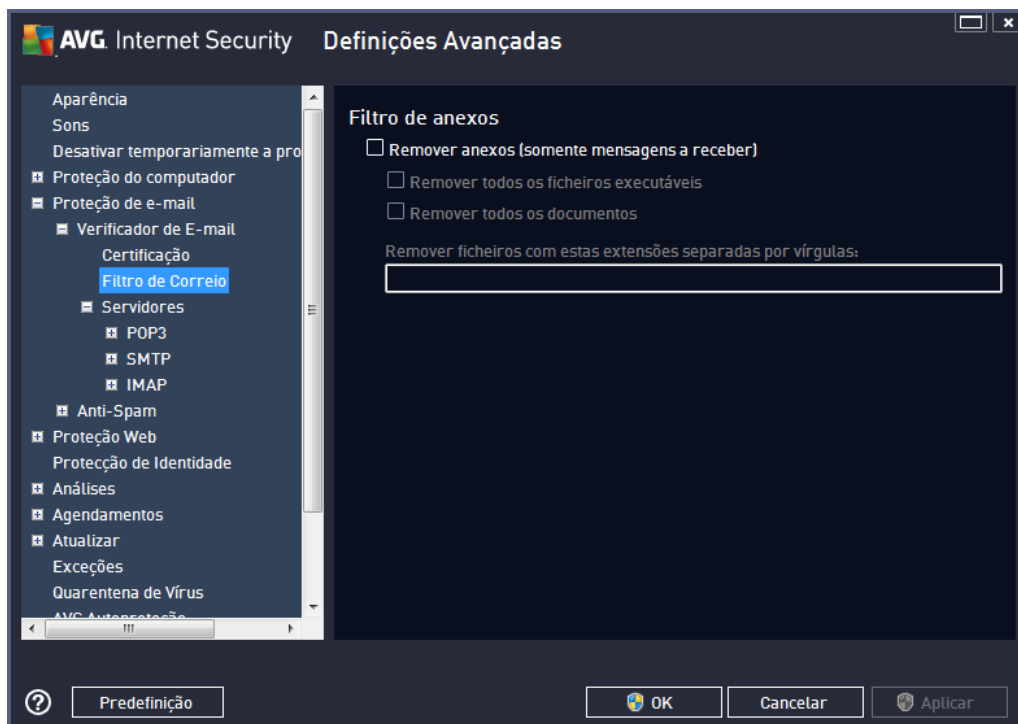 AVG. Internet Security Definições Avançadas
Aparência
Sons
Desativar temporariamente a pro
Proteção do computador
Proteção de e-mail
Verificador de E-mail
Certificação
Filtro de Correio
Servidores
POP3
SMTP
IMAP
Anti-Spam
Proteção Web
Protecção de Identidade
Análises
Agendamentos
Atualizar
Exceções
Quarentena de Vírus
AVG Autoproteção
Filtro de anexos
Remover anexos (somente mensagens a receber)
Remover todos os ficheiros executáveis
Remover todos os documentos
Remover ficheiros com estas extensões separadas por vírgulas:
Predefinição
OK
Cancelar
Aplicar